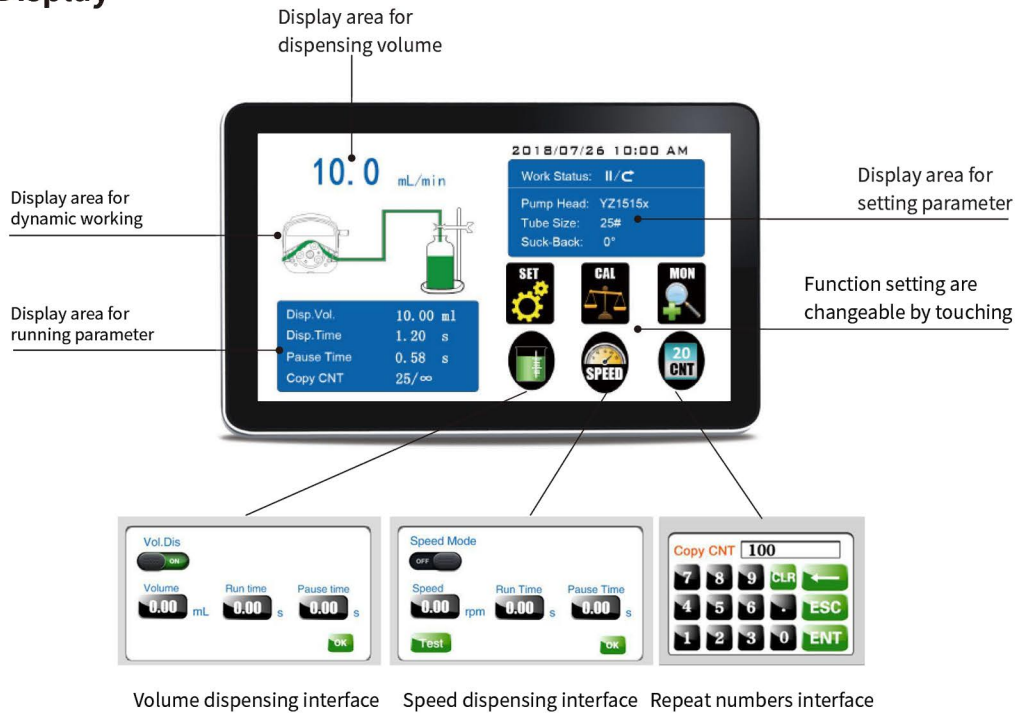 Display
Display area for
dispensing volume
10.0 mL/min
2018/07/26 10:00 AM
Work Status:
Pump Head: YZ1515x
Tube Size: 25#
Suck-Back: 0°
Display area for
setting parameter
Display area for
dynamic working
SET
CAL
MON
Function setting are
changeable by touching
Display area for
running parameter
Disp.Vol. 10.00 ml
Disp.Time 1.20 s
Pause Time 0.58 s
Copy CNT 25/∞
SPEED
20
CNT
Vol.Dis
ON
Volume Run time Pause time
0.00 mL 0.00 s 0.00 s
OK
Speed Mode
OFF
Speed Run Time Pause Time
0.00 rpm 0.00 s 0.00 s
Test OK
Copy CNT 100
7 8 9 CLR ←
4 5 6 . ESC
1 2 3 0 ENT
Volume dispensing interface
Speed dispensing interface
Repeat numbers interface